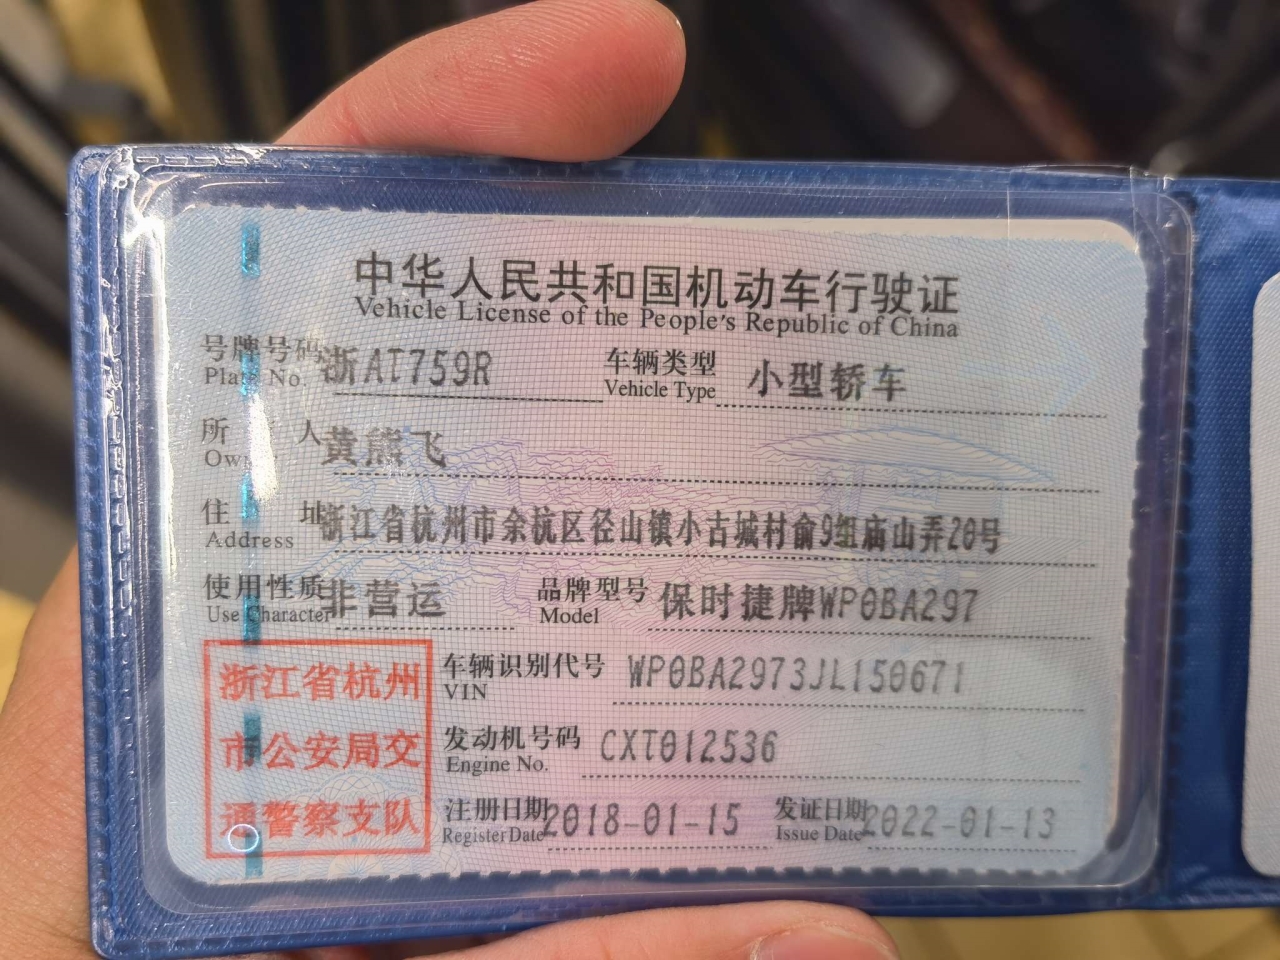 中华人民共和国机动车行驶证
Vehicle License of the People's Republic of China
号牌号码 浙AT759R 车辆类型 小型轿车
Plate No. Vehicle Type
所 人 黄熊飞
Own
住 址 浙江省杭州市余杭区径山镇小古城村俞9组庙山弄20号
Address
使用性质 非营运 品牌型号 保时捷牌WP0BA297
Use Character Model
浙江省杭州
市公安局交
通警察支队
车辆识别代号 WP0BA2973JL150671
VIN
发动机号码 CXT012536
Engine No.
注册日期 2018-01-15 发证日期 2022-01-13
Register Date Issue Date